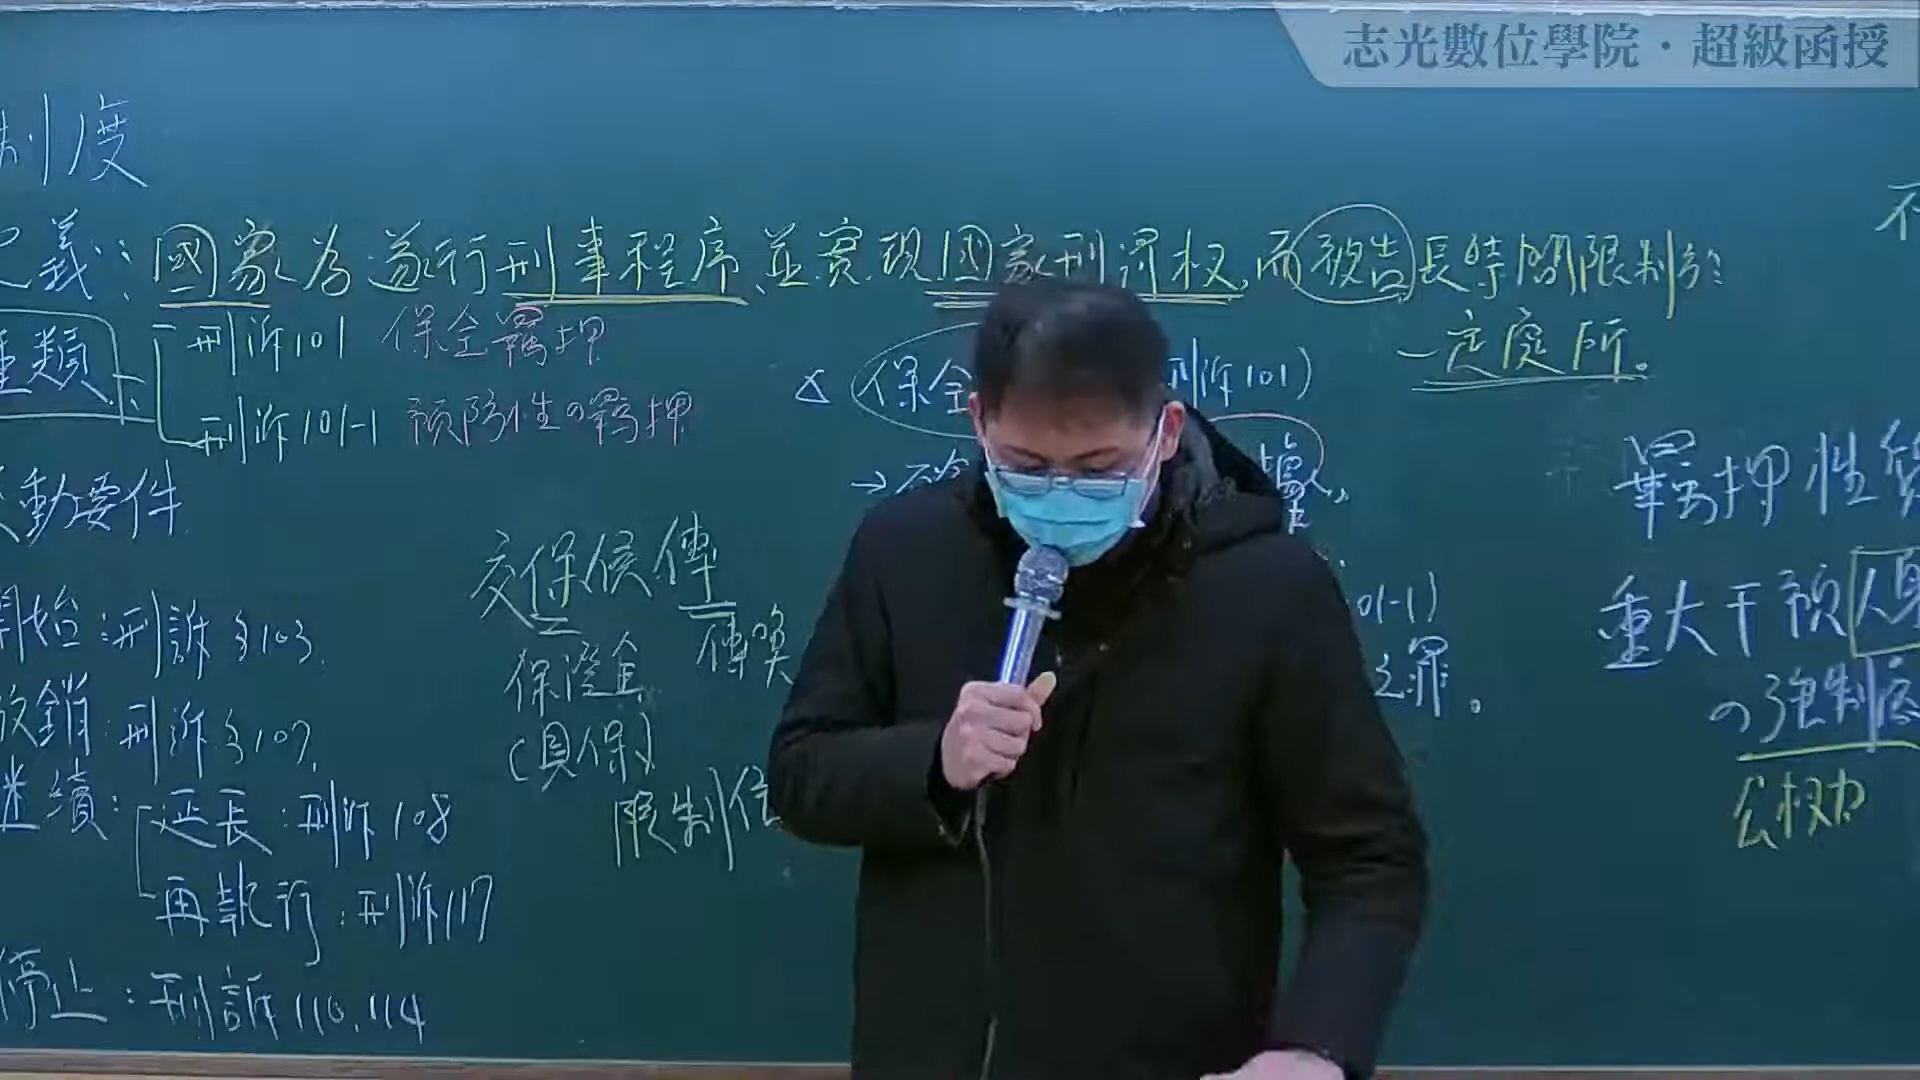 志光數位學院・超級函授
制度
定義：國家為遂行刑事程序、並實現國家刑罰权,而被告長時間限制於
一定處所。
種類
刑訴101 保全羈押
刑訴101-1 預防性の羈押
△ 保全 刑訴101)
→
發動要件
交保候傳
保證金
(具保)
傳喚
限制住
開始:刑訴§103.
撤銷:刑訴§107.
繼續:
延長:刑訴108
再執行:刑訴117
停止:刑訴110.114
01-1)
之罪。
羈押性質
重大干預人身
の強制處
公权力
不